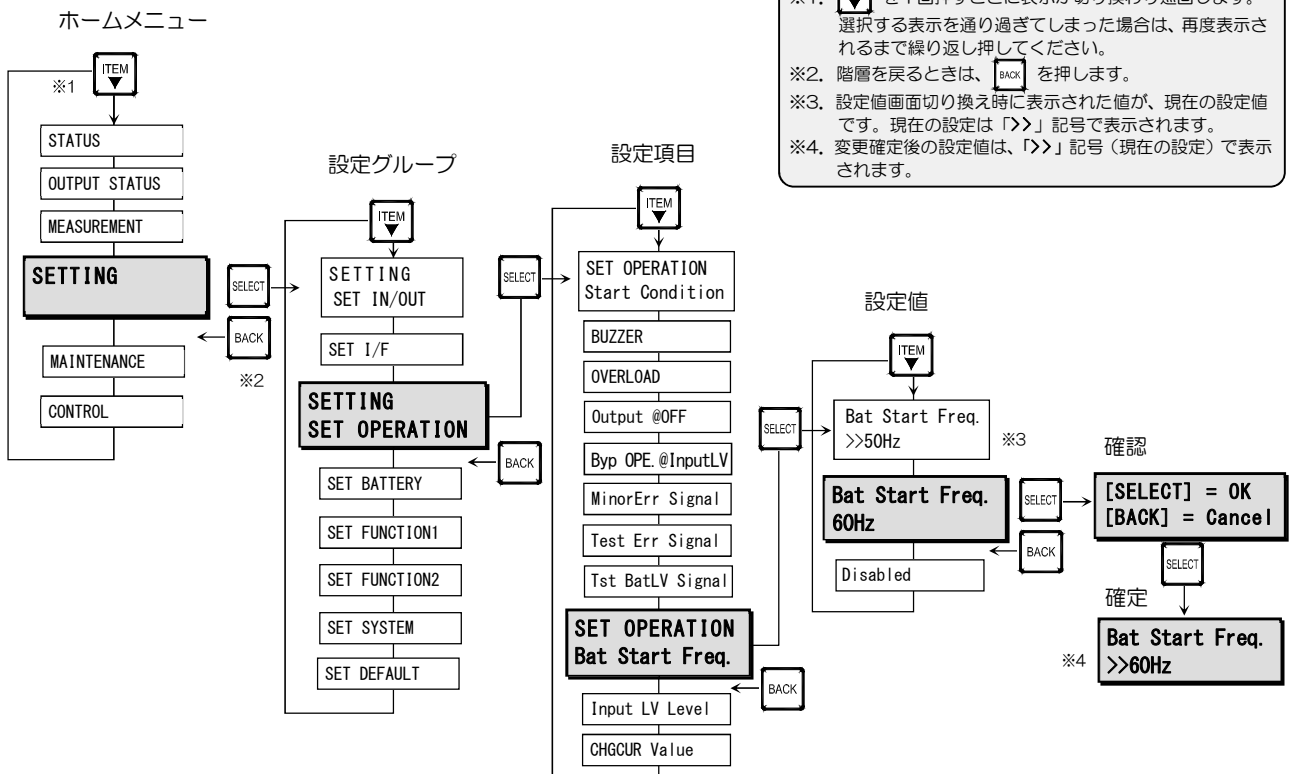 ホームメニュー
ITEM
※1
STATUS
OUTPUT STATUS
MEASUREMENT
SETTING
MAINTENANCE
CONTROL
SELECT
BACK
※2
設定グループ
ITEM
SETTING
SET IN/OUT
SET I/F
SETTING
SET OPERATION
SET BATTERY
SET FUNCTION1
SET FUNCTION2
SET SYSTEM
SET DEFAULT
SELECT
BACK
設定項目
ITEM
SET OPERATION
Start Condition
BUZZER
OVERLOAD
Output @OFF
Byp OPE.@InputLV
MinorErr Signal
Test Err Signal
Tst BatLV Signal
SET OPERATION
Bat Start Freq.
Input LV Level
CHGCUR Value
SELECT
BACK
設定値
ITEM
Bat Start Freq.
>>50Hz
※3
Bat Start Freq.
60Hz
Disabled
SELECT
BACK
確認
[SELECT] = OK
[BACK] = Cancel
SELECT
確定
Bat Start Freq.
>>60Hz
※4
選択する表示を通り過ぎてしまった場合は、再度表示さ
れるまで繰り返し押してください。
※2. 階層を戻るときは、 BACK を押します。
※3. 設定値画面切り換え時に表示された値が、現在の設定値
です。現在の設定は「>>」記号で表示されます。
※4. 変更確定後の設定値は、「>>」記号（現在の設定）で表示
されます。